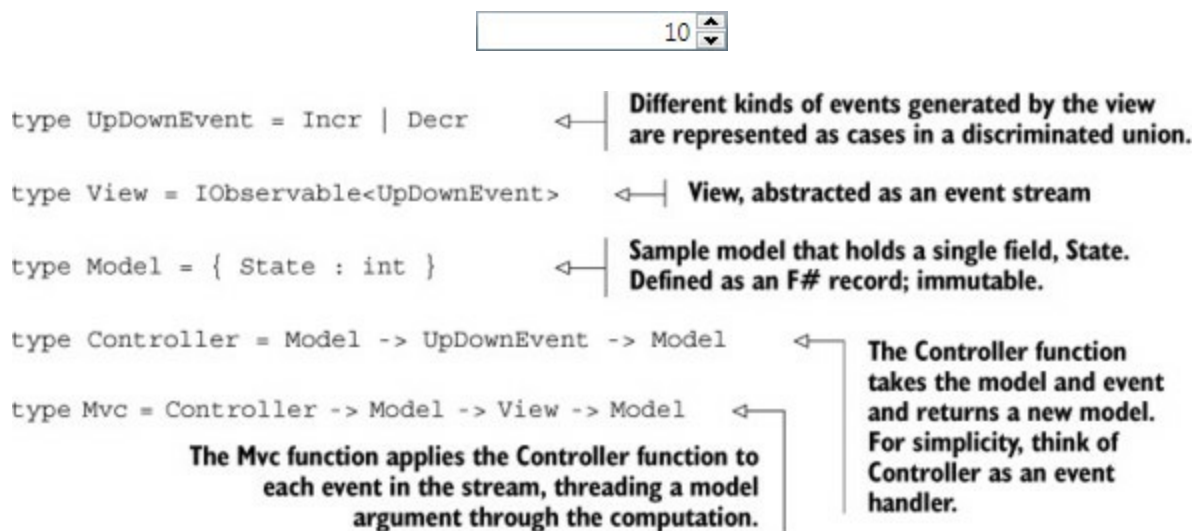 10
type UpDownEvent = Incr | Decr
Different kinds of events generated by the view
are represented as cases in a discriminated union.
type View = IObservable<UpDownEvent>
View, abstracted as an event stream
type Model = { State : int }
Sample model that holds a single field, State.
Defined as an F# record; immutable.
type Controller = Model -> UpDownEvent -> Model
The Controller function
takes the model and event
and returns a new model.
For simplicity, think of
Controller as an event
handler.
type Mvc = Controller -> Model -> View -> Model
The Mvc function applies the Controller function to
each event in the stream, threading a model
argument through the computation.